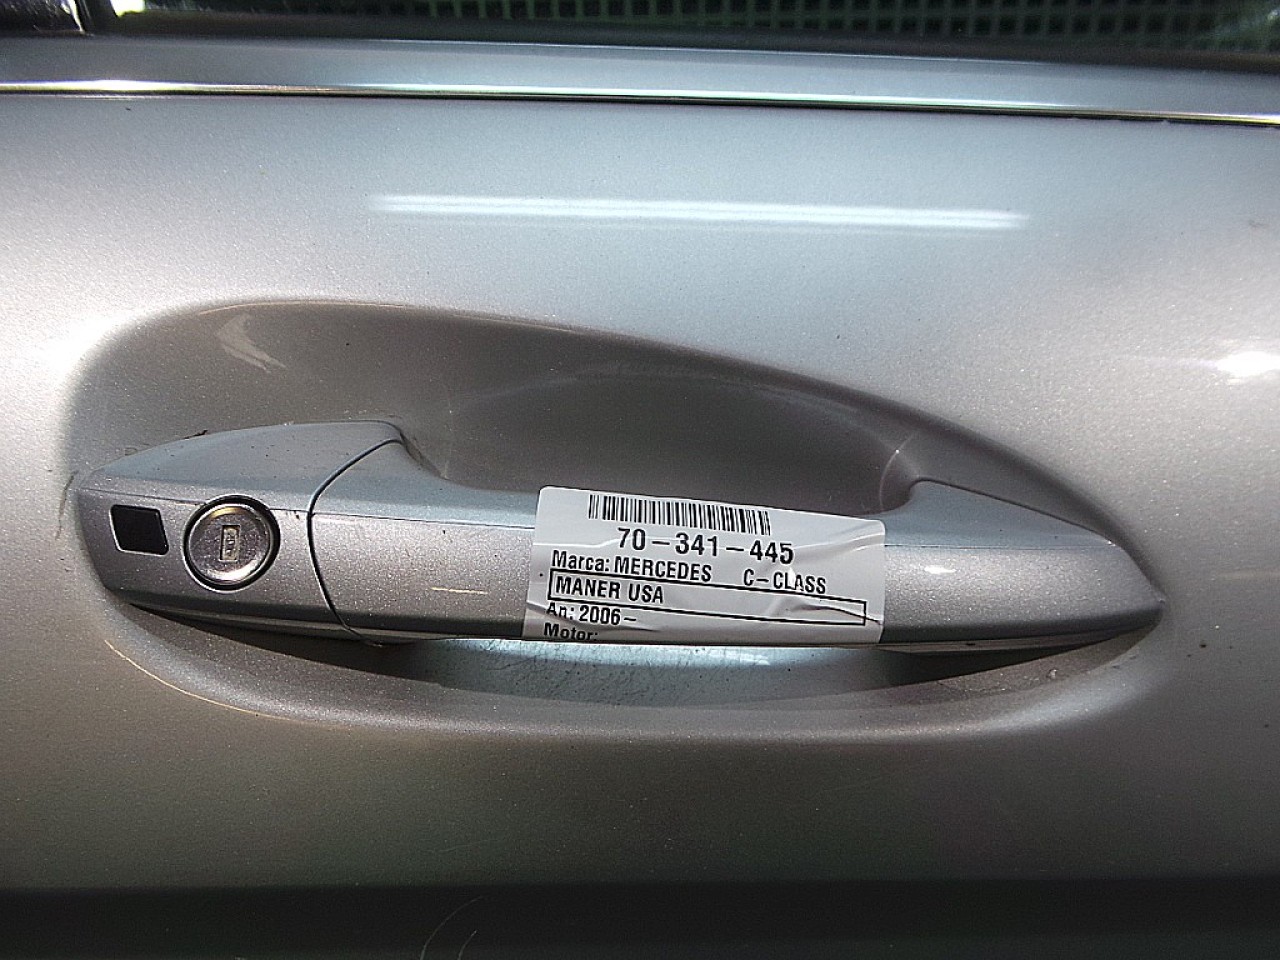 70-341-445
Marca: MERCEDES C-CLASS
MANER USA
An: 2006-
Motor: